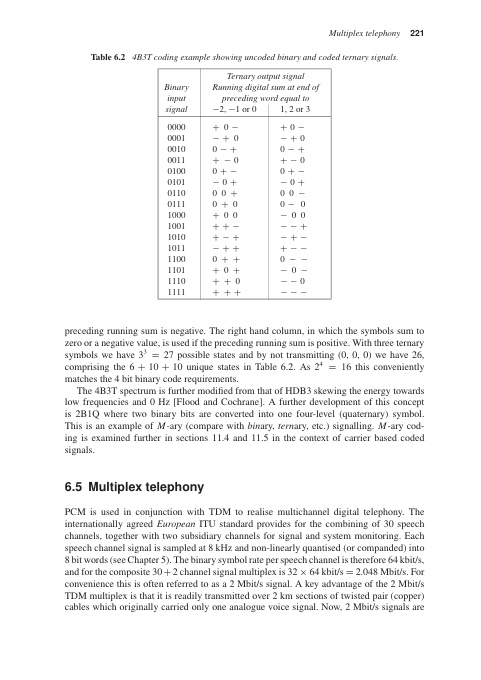 Multiplex telephony 221
Table 6.2 4B3T coding example showing uncoded binary and coded ternary signals.
Ternary output signal
Binary Running digital sum at end of
input preceding word equal to
signal −2, −1 or 0 1, 2 or 3
0000 + 0 − + 0 −
0001 − + 0 − + 0
0010 0 − + 0 − +
0011 + − 0 + − 0
0100 0 + − 0 + −
0101 − 0 + − 0 +
0110 0 0 + 0 0 −
0111 0 + 0 0 − 0
1000 + 0 0 − 0 0
1001 + + − − − +
1010 + − + − + −
1011 − + + + − −
1100 0 + + 0 − −
1101 + 0 + − 0 −
1110 + + 0 − − 0
1111 + + + − − −
preceding running sum is negative. The right hand column, in which the symbols sum to
zero or a negative value, is used if the preceding running sum is positive. With three ternary
symbols we have 3³ = 27 possible states and by not transmitting (0, 0, 0) we have 26,
comprising the 6 + 10 + 10 unique states in Table 6.2. As 2⁴ = 16 this conveniently
matches the 4 bit binary code requirements.
The 4B3T spectrum is further modified from that of HDB3 skewing the energy towards
low frequencies and 0 Hz [Flood and Cochrane]. A further development of this concept
is 2B1Q where two binary bits are converted into one four-level (quaternary) symbol.
This is an example of M-ary (compare with binary, ternary, etc.) signalling. M-ary cod-
ing is examined further in sections 11.4 and 11.5 in the context of carrier based coded
signals.
6.5 Multiplex telephony
PCM is used in conjunction with TDM to realise multichannel digital telephony. The
internationally agreed European ITU standard provides for the combining of 30 speech
channels, together with two subsidiary channels for signal and system monitoring. Each
speech channel signal is sampled at 8 kHz and non-linearly quantised (or companded) into
8 bit words (see Chapter 5). The binary symbol rate per speech channel is therefore 64 kbit/s,
and for the composite 30 + 2 channel signal multiplex is 32 × 64 kbit/s = 2.048 Mbit/s. For
convenience this is often referred to as a 2 Mbit/s signal. A key advantage of the 2 Mbit/s
TDM multiplex is that it is readily transmitted over 2 km sections of twisted pair (copper)
cables which originally carried only one analogue voice signal. Now, 2 Mbit/s signals are